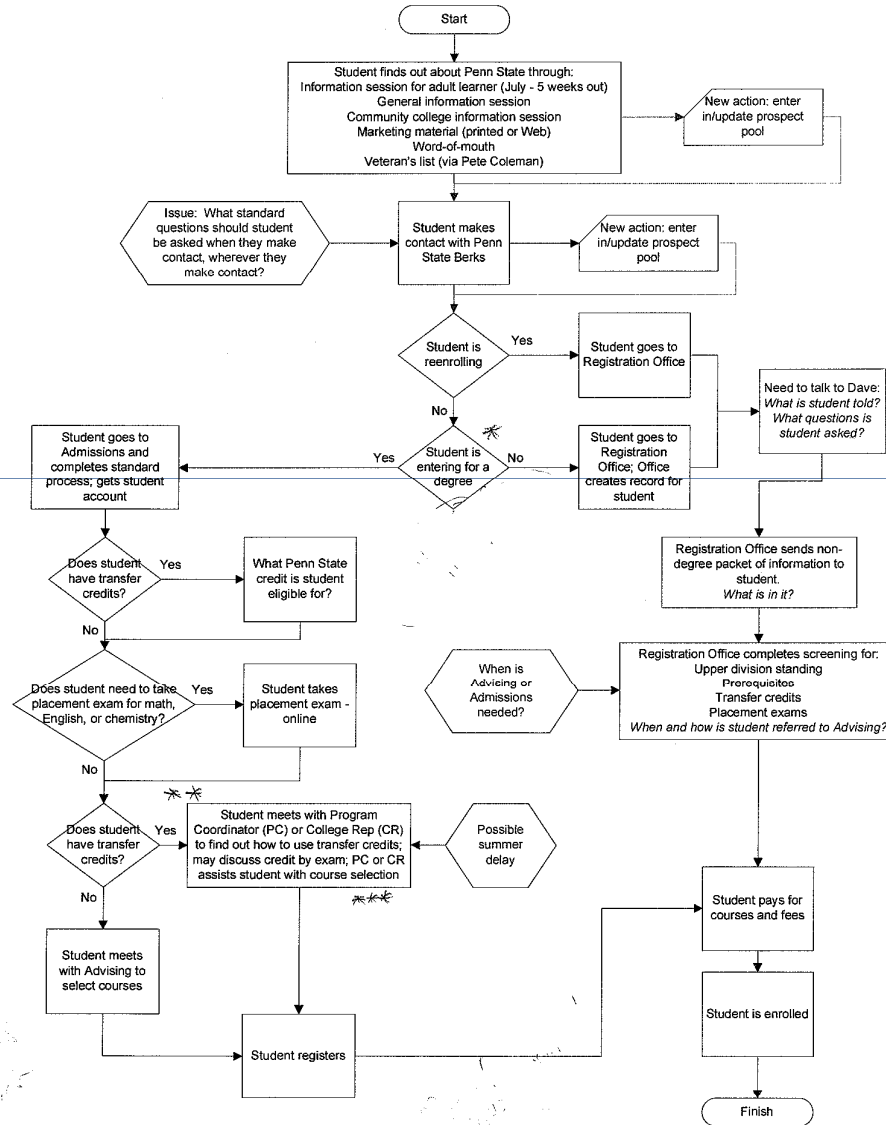 Start
Student finds out about Penn State through:
Information session for adult learner (July - 5 weeks out)
General information session
Community college information session
Marketing material (printed or Web)
Word-of-mouth
Veteran's list (via Pete Coleman)
New action: enter
in/update prospect
pool
Issue: What standard
questions should student
be asked when they make
contact, wherever they
make contact?
Student makes
contact with Penn
State Berks
New action: enter
in/update prospect
pool
Student is
reenrolling
Yes
Student goes to
Registration Office
Need to talk to Dave:
What is student told?
What questions is
student asked?
No
Student goes to
Admissions and
completes standard
process; gets student
account
Yes
Student is
entering for a
degree
No
Student goes to
Registration
Office; Office
creates record for
student
Does student
have transfer
credits?
Yes
What Penn State
credit is student
eligible for?
Registration Office sends non-
degree packet of information to
student.
What is in it?
No
Does student need to take
placement exam for math,
English, or chemistry?
Yes
Student takes
placement exam -
online
When is
Advising or
Admissions
needed?
Registration Office completes screening for:
Upper division standing
Prerequisites
Transfer credits
Placement exams
When and how is student referred to Advising?
No
Does student
have transfer
credits?
Yes
Student meets with Program
Coordinator (PC) or College Rep (CR)
to find out how to use transfer credits;
may discuss credit by exam; PC or CR
assists student with course selection
Possible
summer
delay
No
Student pays for
courses and fees
Student meets
with Advising to
select courses
Student is enrolled
Student registers
Finish